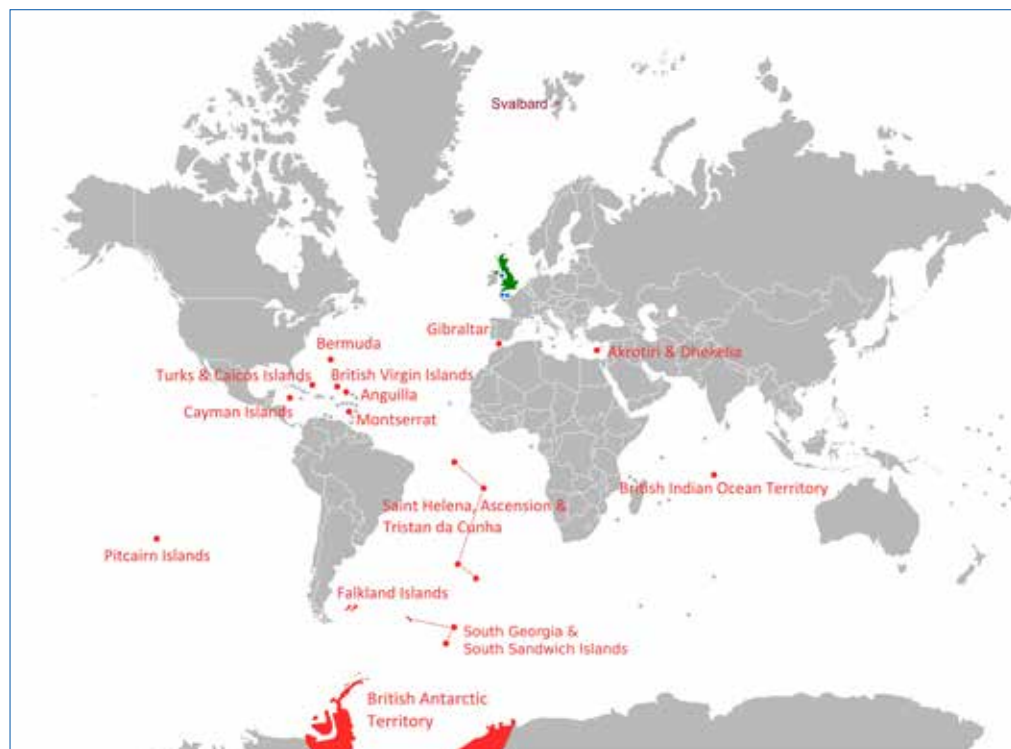 Svalbard
Gibraltar
Bermuda
Akrotiri & Dhekelia
Turks & Caicos Islands
British Virgin Islands
Anguilla
Cayman Islands
Montserrat
British Indian Ocean Territory
Saint Helena, Ascension &
Tristan da Cunha
Pitcairn Islands
Falkland Islands
South Georgia &
South Sandwich Islands
British Antarctic
Territory